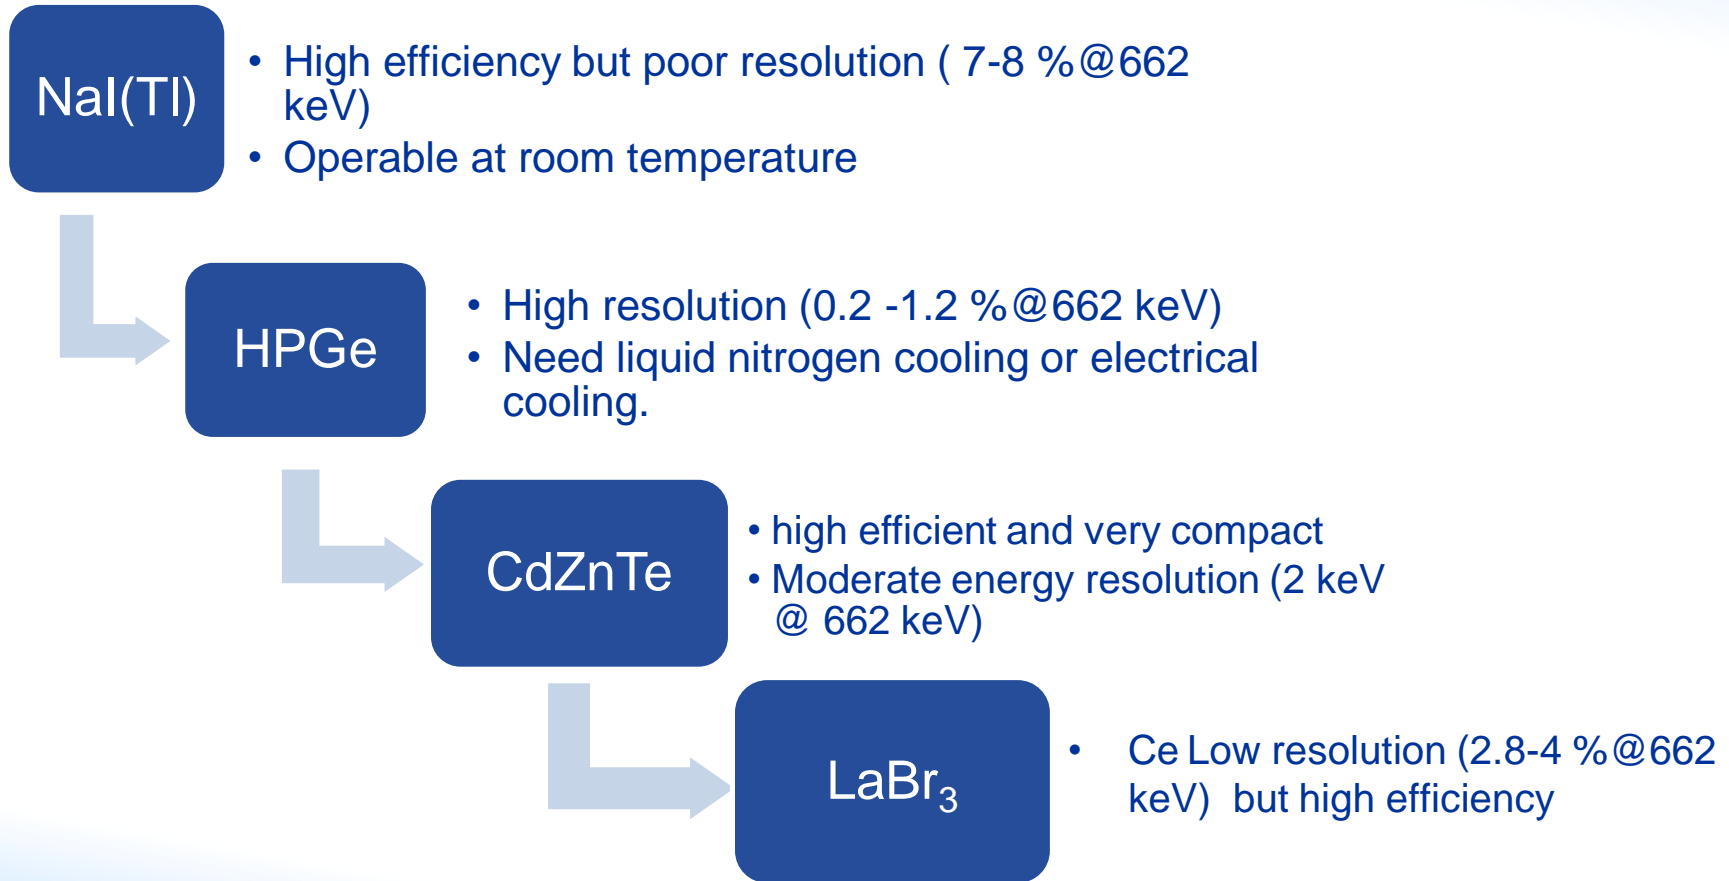 NaI(Tl)
• High efficiency but poor resolution ( 7-8 %@662
keV)
• Operable at room temperature
HPGe
• High resolution (0.2 -1.2 %@662 keV)
• Need liquid nitrogen cooling or electrical
cooling.
CdZnTe
• high efficient and very compact
• Moderate energy resolution (2 keV
@ 662 keV)
LaBr₃
• Ce Low resolution (2.8-4 %@662
keV) but high efficiency